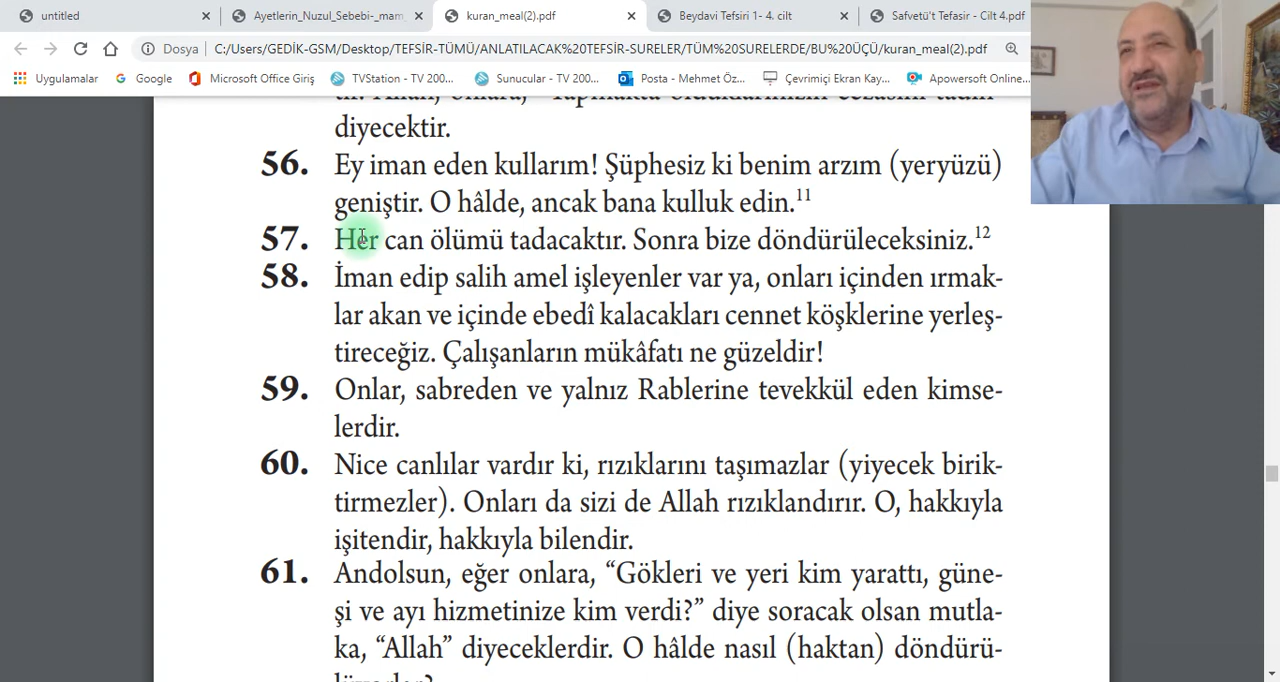 untitled
Ayetlerin_Nuzul_Sebebi-_mam
kuran_meal(2).pdf
Beydavi Tefsiri 1- 4. cilt
Safvetü't Tefasir - Cilt 4.pdf
Dosya
C:/Users/GEDİK-GSM/Desktop/TEFSİR-TÜMÜ/ANLATILACAK%20TEFSİR-SURELER/TÜM%20SURELERDE/BU%20ÜÇÜ/kuran_meal(2).pdf
Uygulamalar
Google
Microsoft Office Giriş
TVStation - TV 200...
Sunucular - TV 200...
Posta - Mehmet Öz...
Çevrimiçi Ekran Kay...
Apowersoft Online...
diyecektir.
56. Ey iman eden kullarım! Şüphesiz ki benim arzım (yeryüzü)
geniştir. O hâlde, ancak bana kulluk edin.11
57. Her can ölümü tadacaktır. Sonra bize döndürüleceksiniz.12
58. İman edip salih amel işleyenler var ya, onları içinden ırmak-
lar akan ve içinde ebedî kalacakları cennet köşklerine yerleş-
tireceğiz. Çalışanların mükâfatı ne güzeldir!
59. Onlar, sabreden ve yalnız Rablerine tevekkül eden kimse-
lerdir.
60. Nice canlılar vardır ki, rızıklarını taşımazlar (yiyecek birik-
tirmezler). Onları da sizi de Allah rızıklandırır. O, hakkıyla
işitendir, hakkıyla bilendir.
61. Andolsun, eğer onlara, “Gökleri ve yeri kim yarattı, güne-
şi ve ayı hizmetinize kim verdi?” diye soracak olsan mutla-
ka, “Allah” diyeceklerdir. O hâlde nasıl (haktan) döndürü-